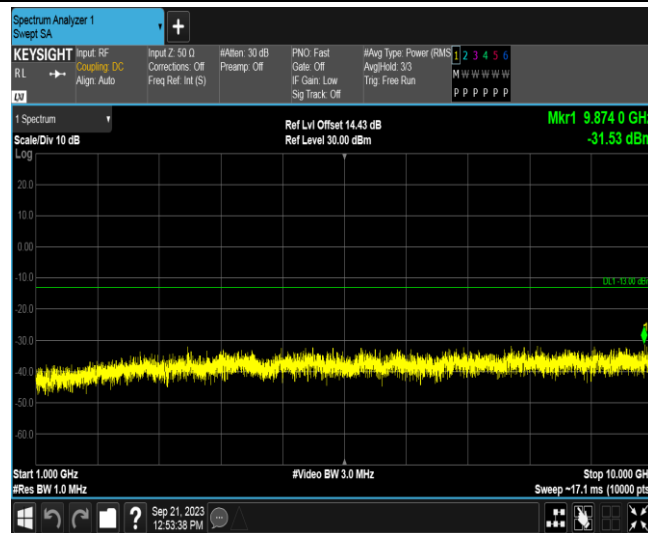 Spectrum Analyzer 1
Swept SA
+
KEYSIGHT
RL
LXI
Input: RF
Coupling: DC
Align: Auto
Input Z: 50 Ω
Corrections: Off
Freq Ref: Int (S)
#Atten: 30 dB
Preamp: Off
PNO: Fast
Gate: Off
IF Gain: Low
Sig Track: Off
#Avg Type: Power (RMS
Avg|Hold: 3/3
Trig: Free Run
1 2 3 4 5 6
M W W W W W
P P P P P P
1 Spectrum
Scale/Div 10 dB
Log
Ref Lvl Offset 14.43 dB
Ref Level 30.00 dBm
Mkr1 9.874 0 GHz
-31.53 dBm
20.0
10.0
0.00
-10.0
DL1 -13.00 dBm
-20.0
-30.0
-40.0
-50.0
-60.0
Start 1.000 GHz
#Res BW 1.0 MHz
#Video BW 3.0 MHz
Stop 10.000 GH
Sweep ~17.1 ms (10000 pts
?
Sep 21, 2023
12:53:38 PM